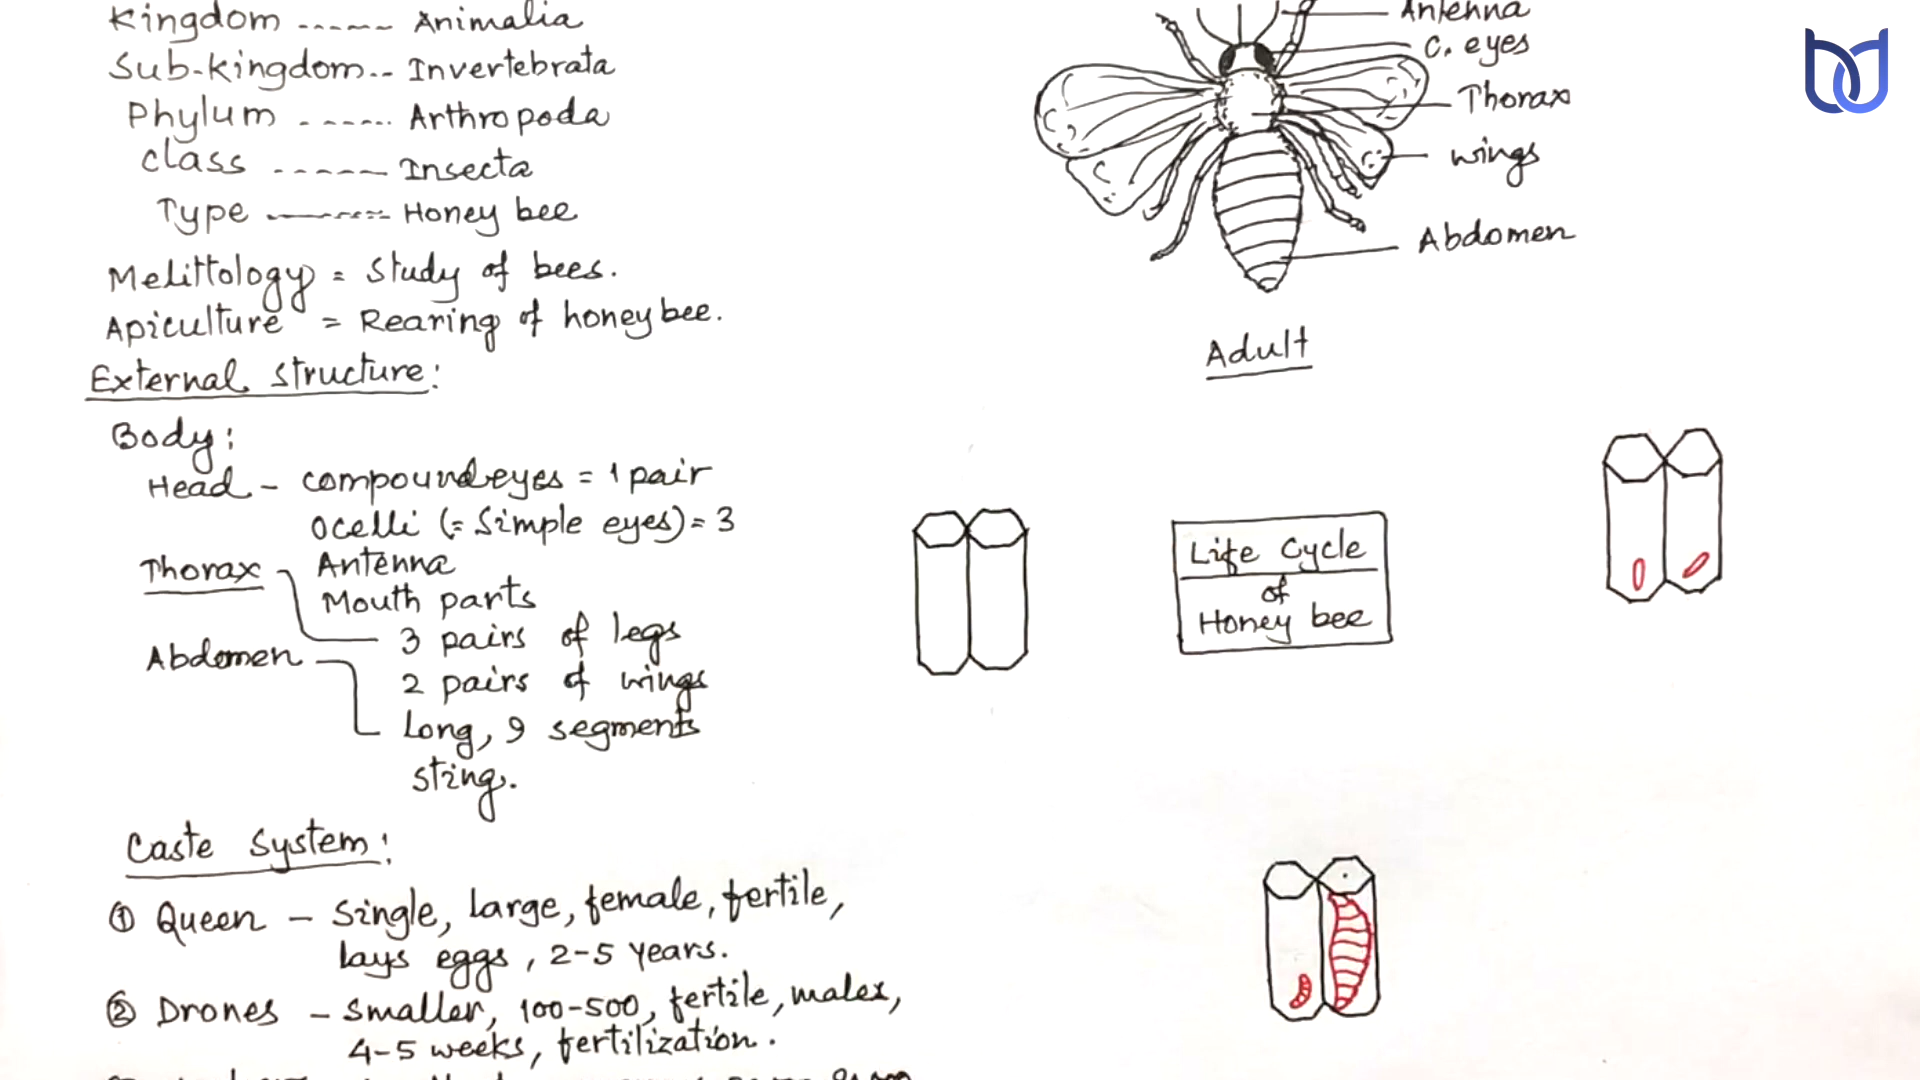 Kingdom ------ Animalia
Sub-kingdom-- Invertebrata
Phylum ------ Arthropoda
class ------ Insecta
Type -------- Honey bee
Melittology = study of bees.
Apiculture = Rearing of honeybee.
External structure:
Body:
Head - compound eyes = 1 pair
Ocelli (= Simple eyes) = 3
Antenna
Mouth parts
Thorax
3 pairs of legs
2 pairs of wings
Abdomen
Long, 9 segments
sting.
Caste System:
① Queen - Single, large, female, fertile,
lays eggs, 2-5 years.
② Drones - Smaller, 100-500, fertile, males,
4-5 weeks, fertilization.
Antenna
C. eyes
Thorax
wings
Abdomen
Adult
Life Cycle
of
Honey bee